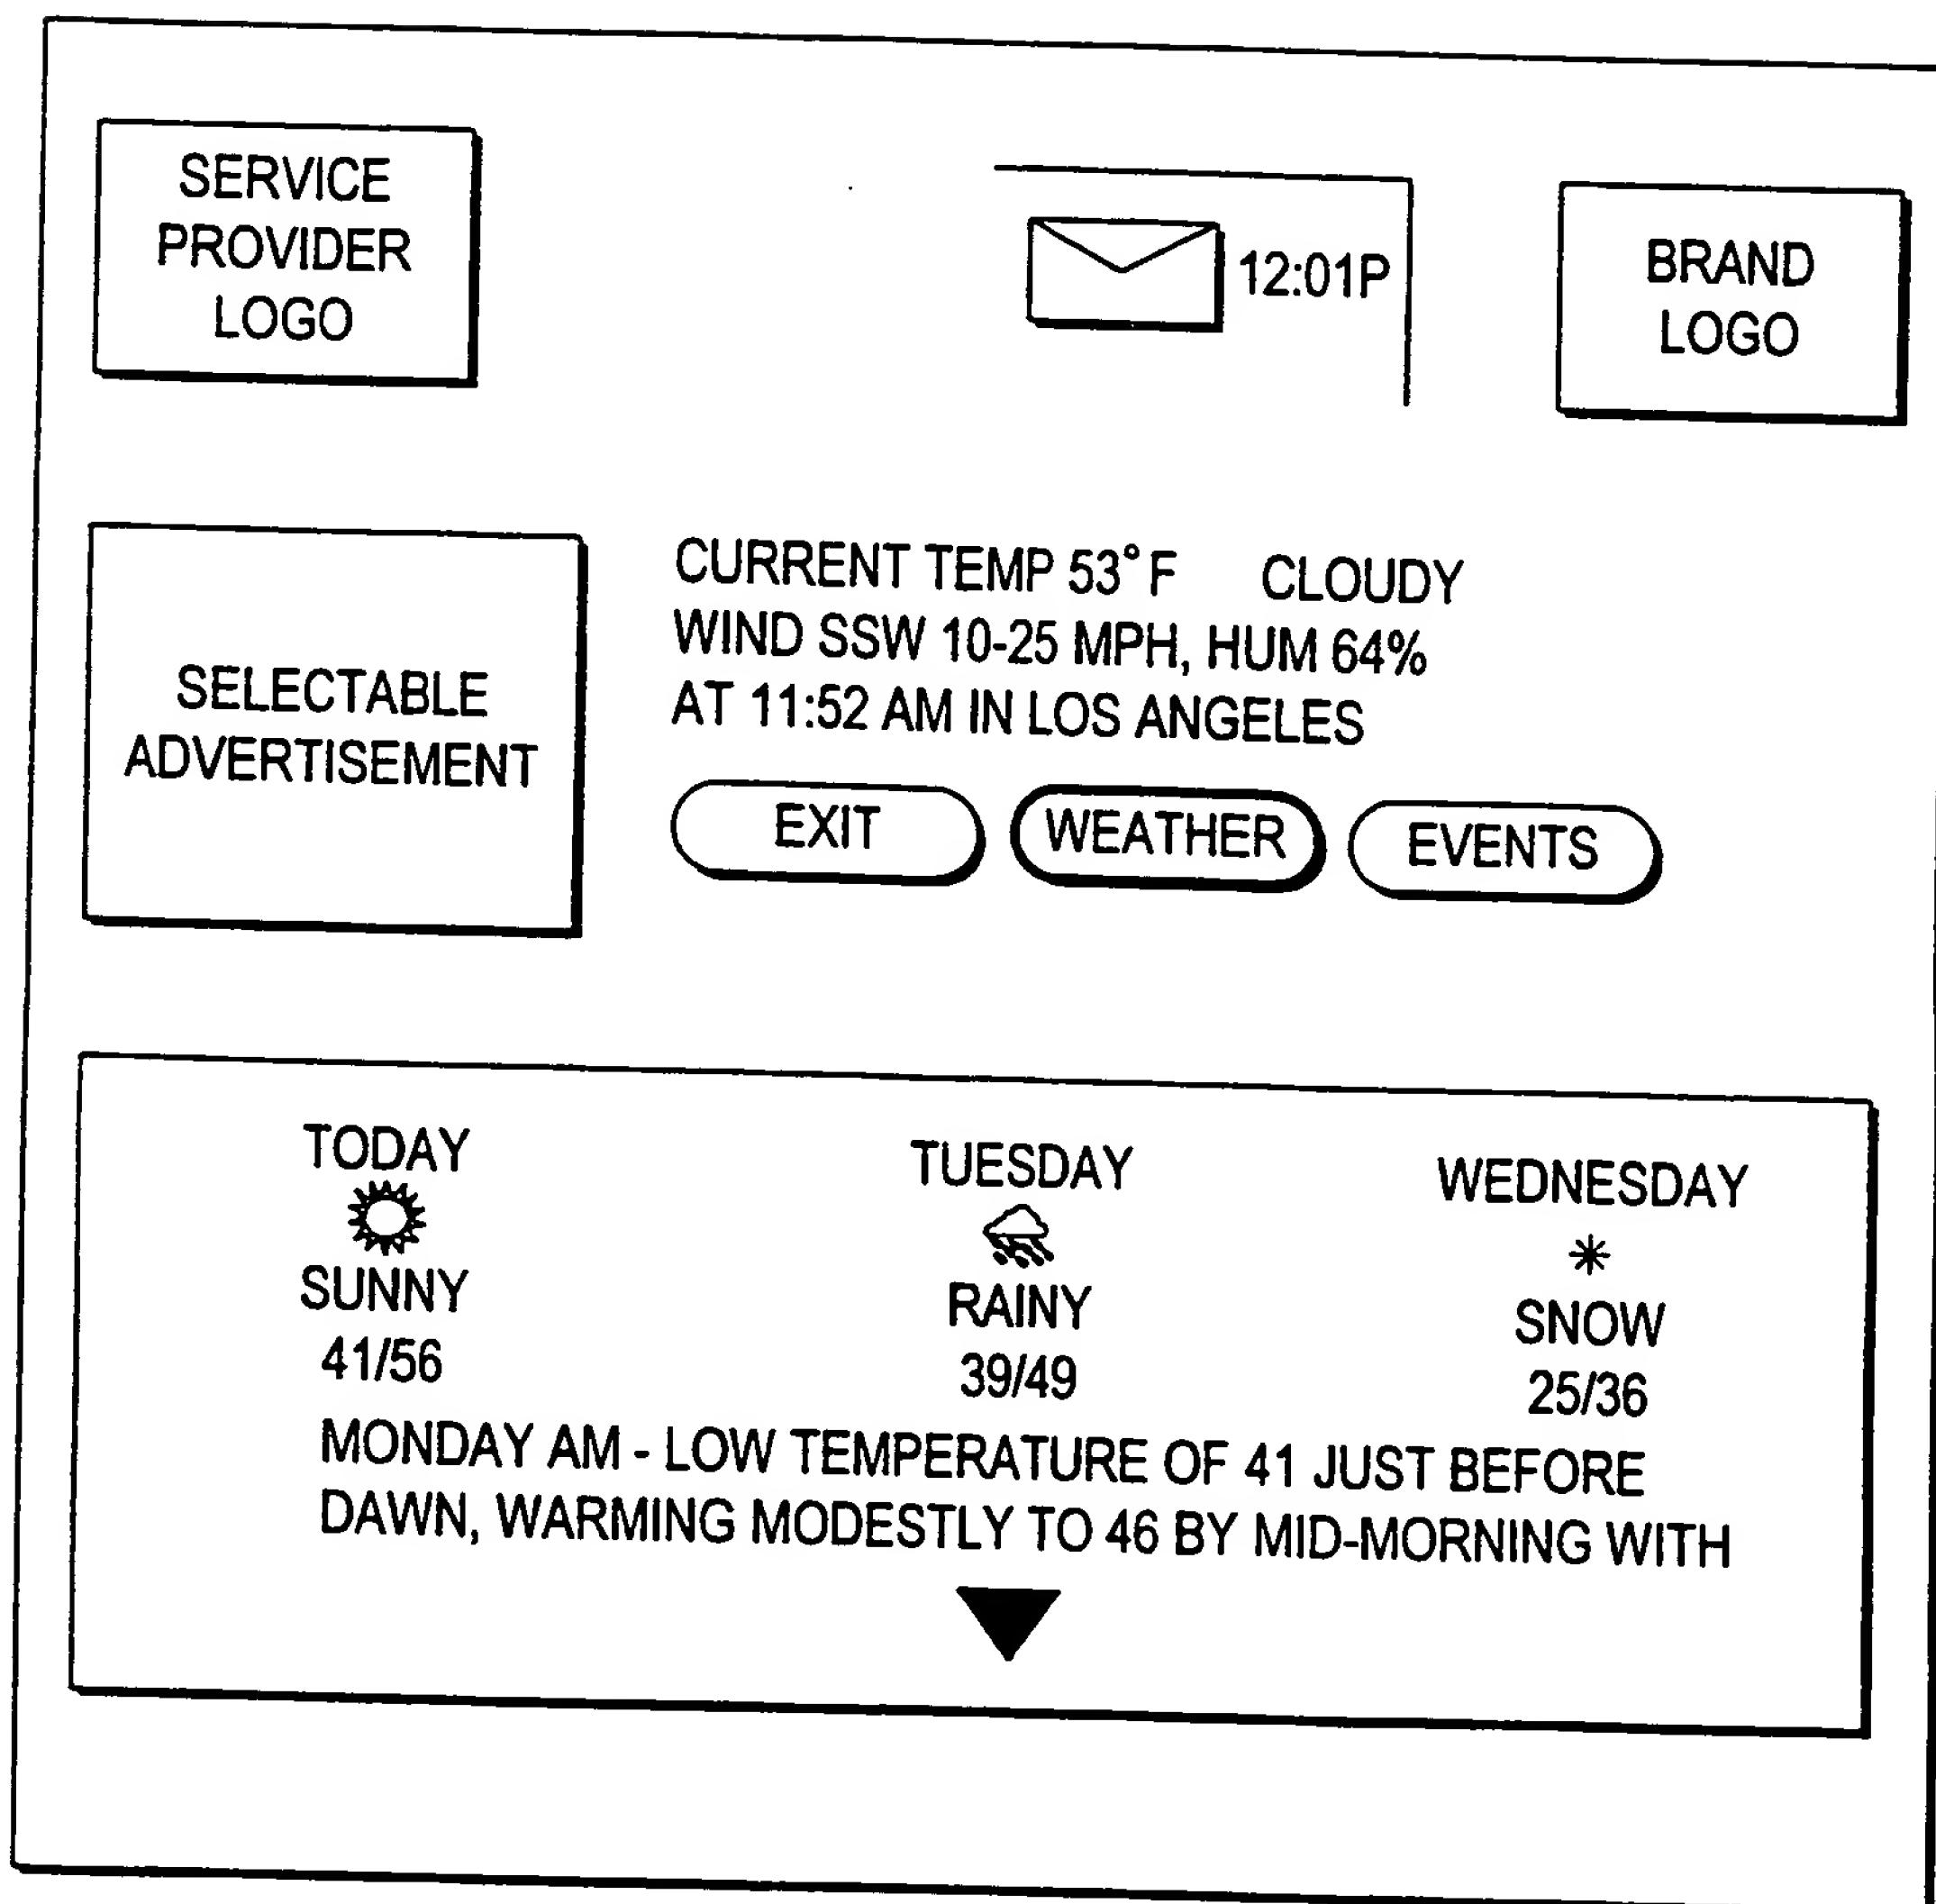 SERVICE
PROVIDER
LOGO
12:01P
BRAND
LOGO
SELECTABLE
ADVERTISEMENT
CURRENT TEMP 53°F CLOUDY
WIND SSW 10-25 MPH, HUM 64%
AT 11:52 AM IN LOS ANGELES
EXIT WEATHER EVENTS
TODAY TUESDAY WEDNESDAY
SUNNY RAINY SNOW
41/56 39/49 25/36
MONDAY AM - LOW TEMPERATURE OF 41 JUST BEFORE
DAWN, WARMING MODESTLY TO 46 BY MID-MORNING WITH